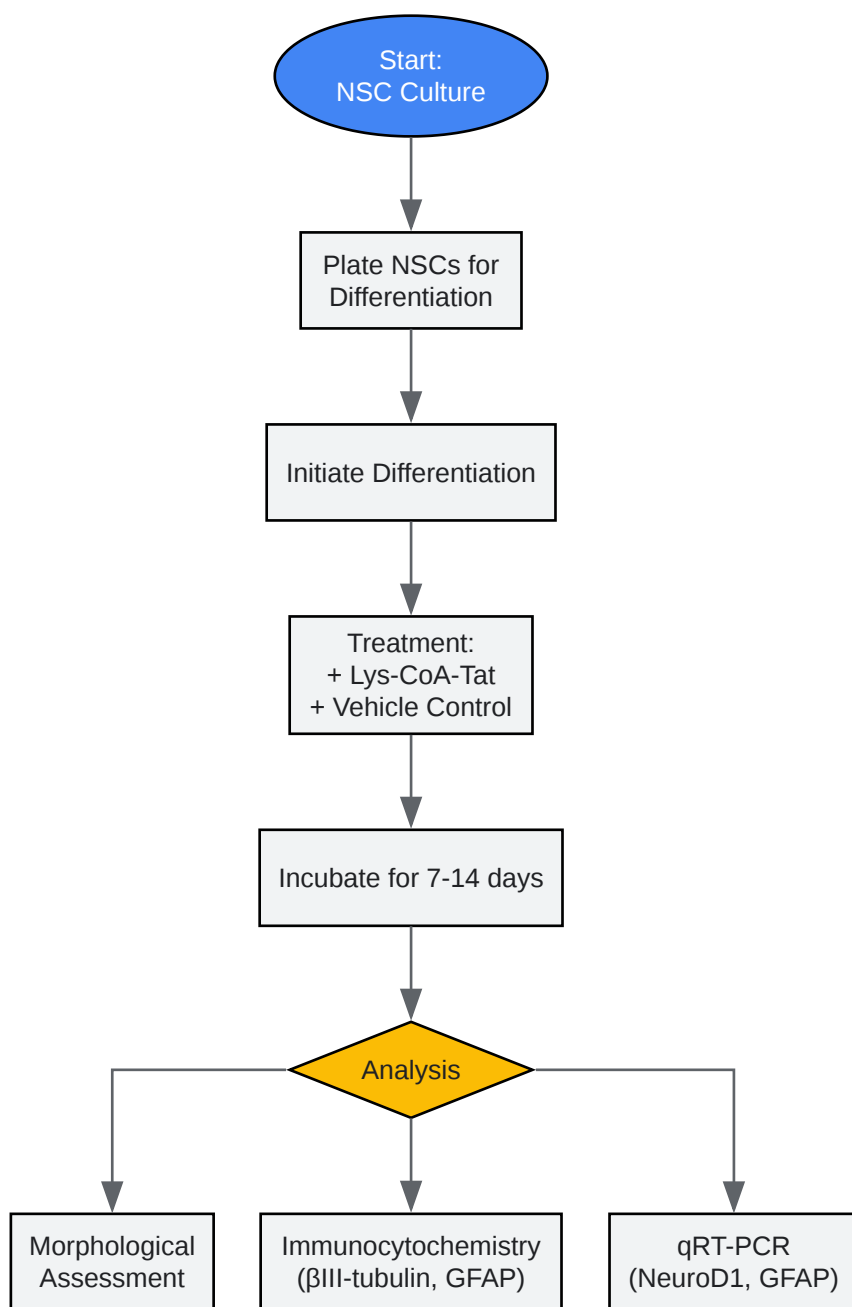 Start:
NSC Culture
Plate NSCs for
Differentiation
Initiate Differentiation
Treatment:
+ Lys-CoA-Tat
+ Vehicle Control
Incubate for 7-14 days
Analysis
Morphological
Assessment
Immunocytochemistry
(βIII-tubulin, GFAP)
qRT-PCR
(NeuroD1, GFAP)